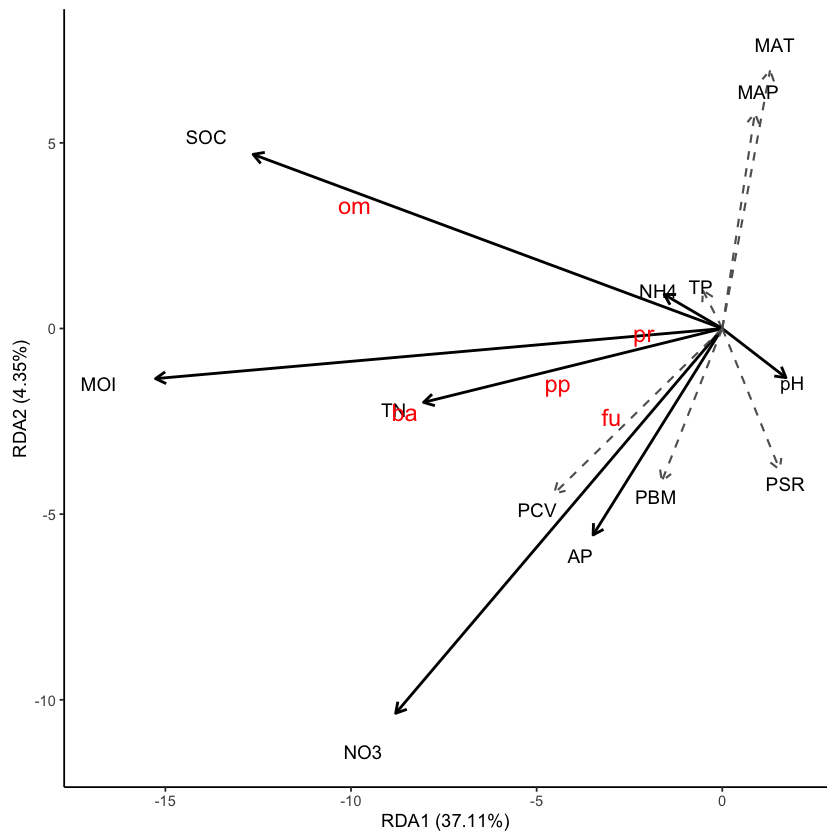 MAT
MAP
5
SOC
om
NH4
TP
0
pr
MOI
pp
pH
TN
ba
fu
PSR
PCV
PBM
-5
AP
-10
NO3
-15
-10
-5
0
RDA1 (37.11%)
RDA2 (4.35%)